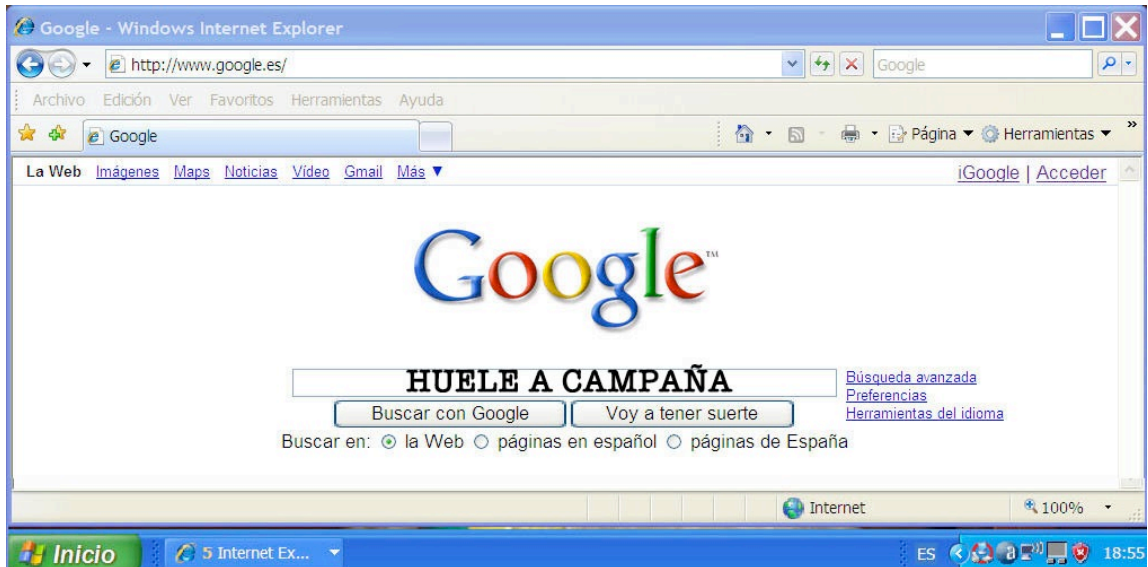 Google - Windows Internet Explorer
http://www.google.es/
Google
Archivo Edición Ver Favoritos Herramientas Ayuda
Google
Página Herramientas »
La Web Imágenes Maps Noticias Vídeo Gmail Más ▼
iGoogle | Acceder
Google™
HUELE A CAMPAÑA
Búsqueda avanzada
Preferencias
Herramientas del idioma
Buscar con Google Voy a tener suerte
Buscar en: la Web páginas en español páginas de España
Internet 100%
Inicio 5 Internet Ex... ES 18:55